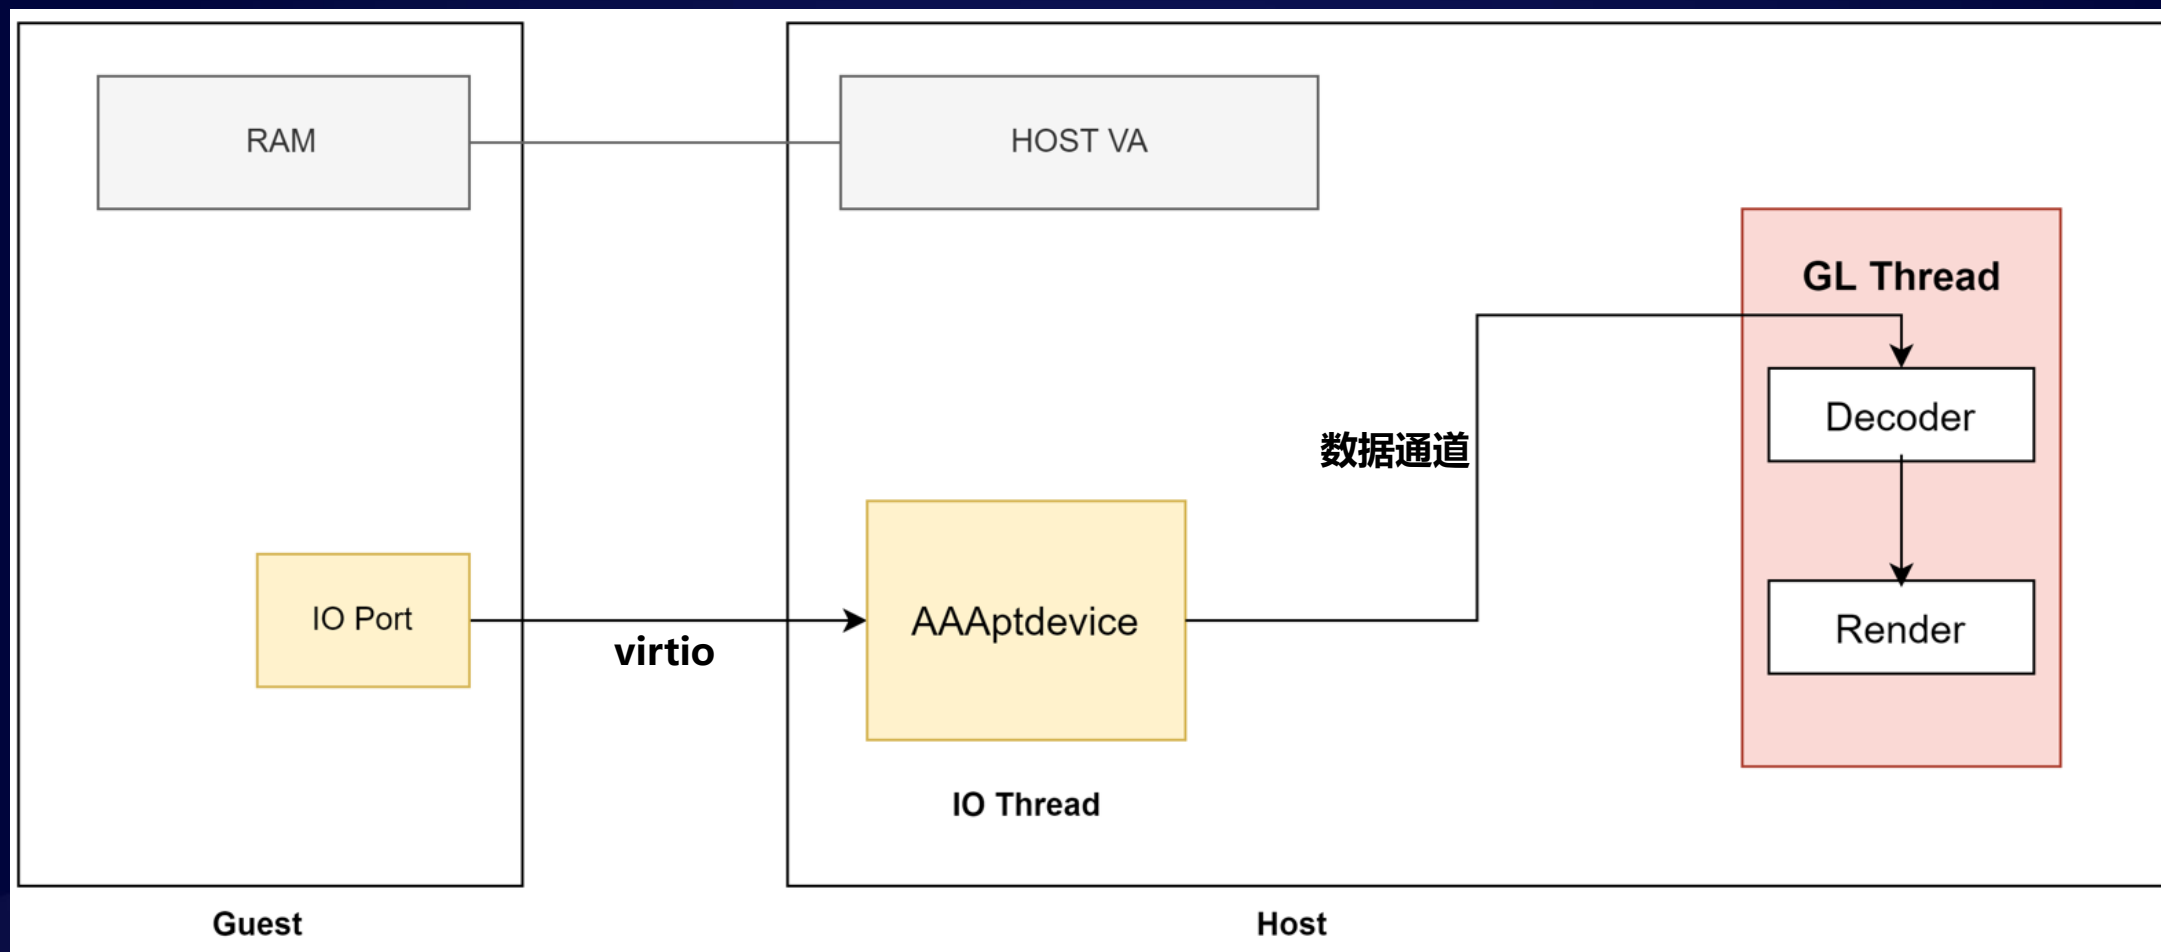 RAM
HOST VA
GL Thread
Decoder
数据通道
IO Port
virtio
AAAptdevice
Render
IO Thread
Guest
Host